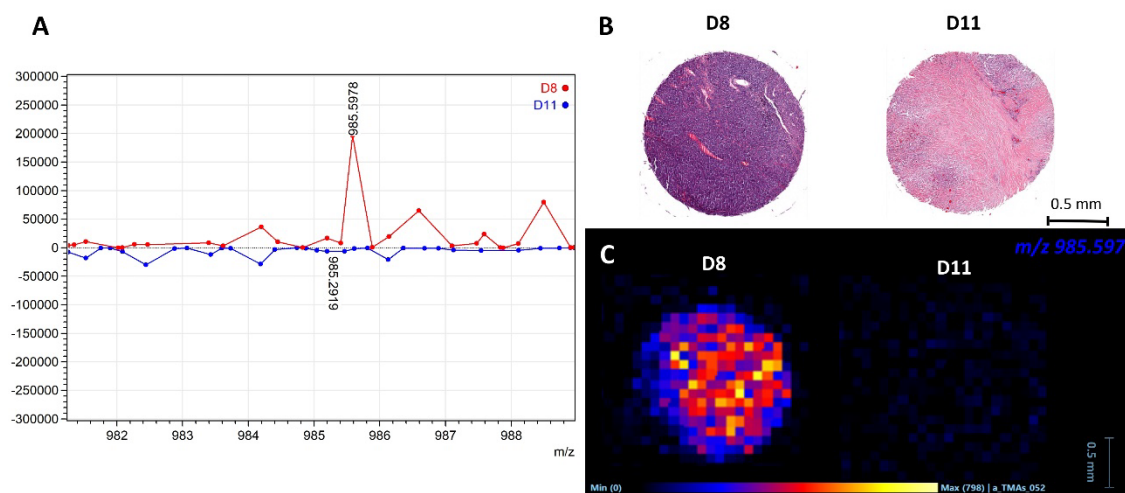 A
300000
250000
200000
150000
100000
50000
0
-50000
-100000
-150000
-200000
-250000
-300000
D8
D11
985.5978
985.2919
982 983 984 985 986 987 988
m/z
B
D8 D11
0.5 mm
m/z 985.597
C
D8 D11
0.5 mm
Min (0) Max (798) | a_TMAs_052